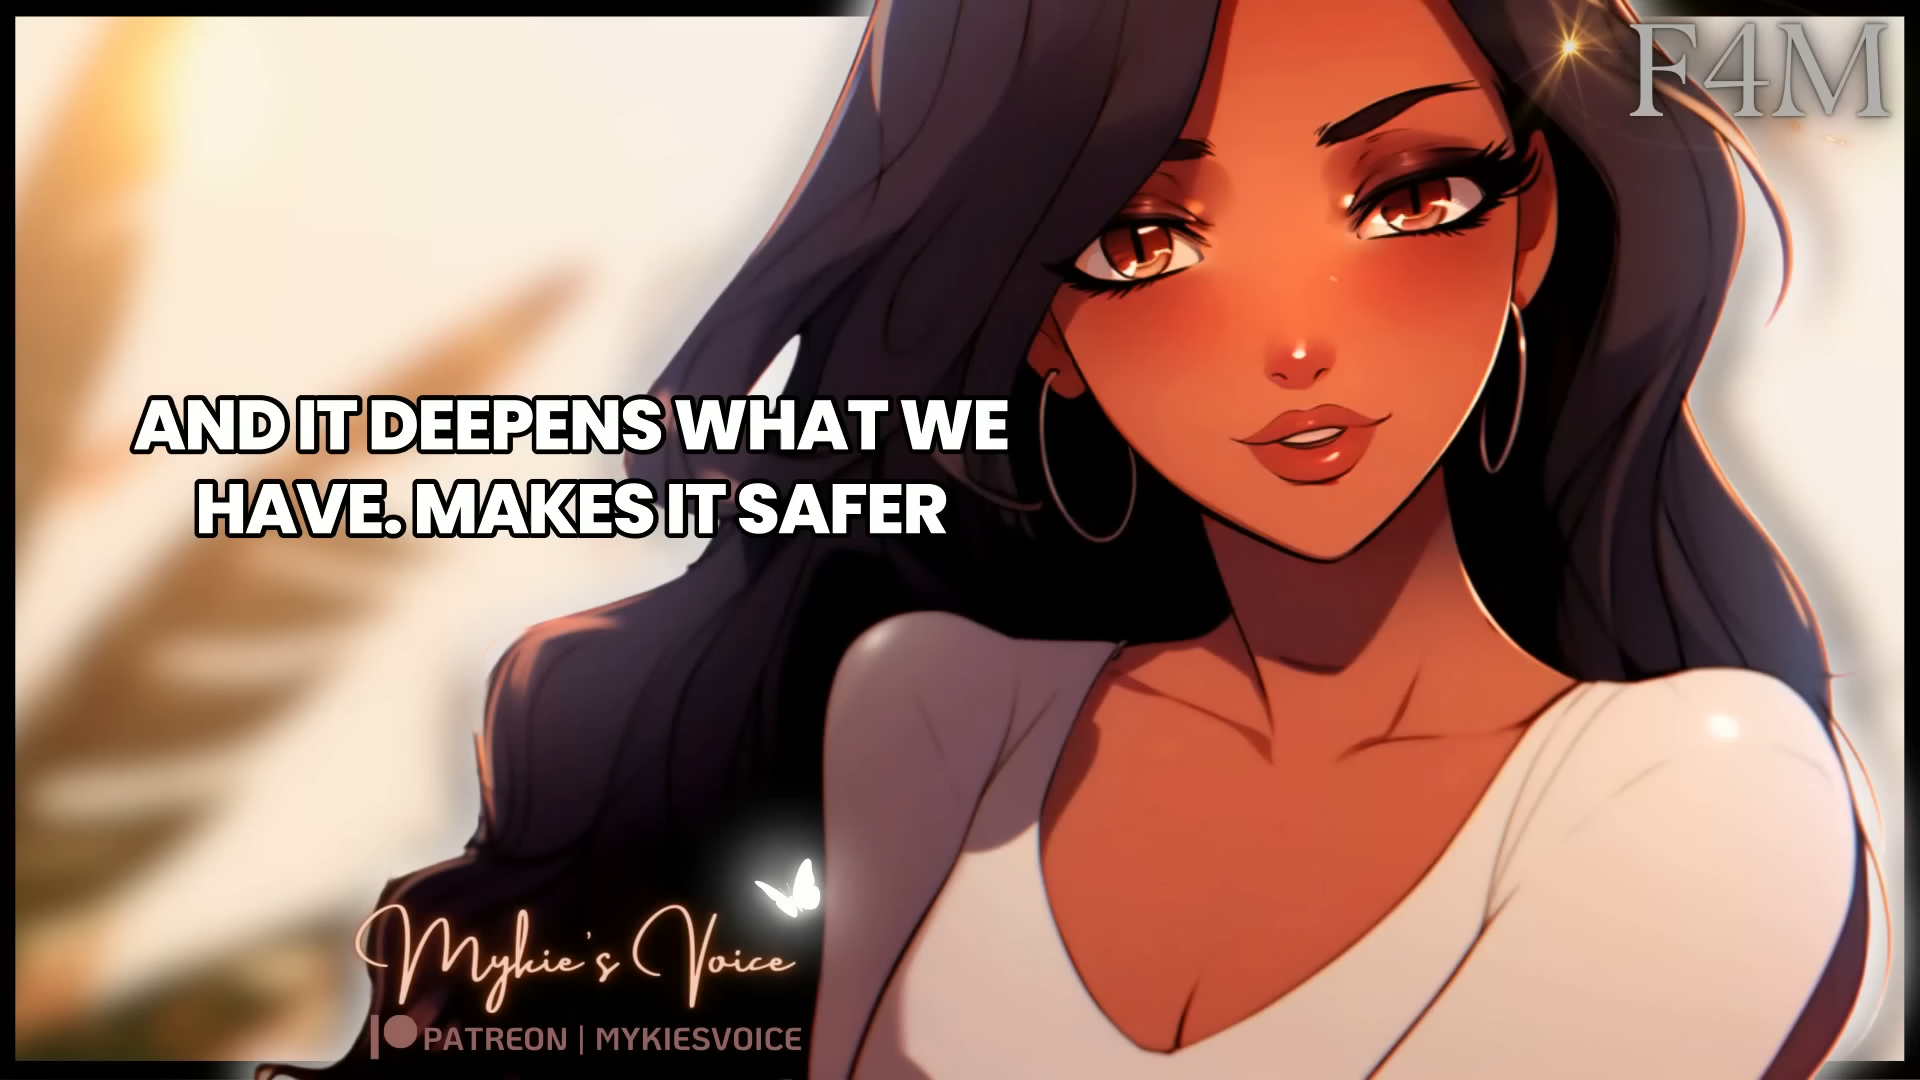 F4M
AND IT DEEPENS WHAT WE
HAVE. MAKES IT SAFER
Mykie's Voice
PATREON | MYKIESVOICE